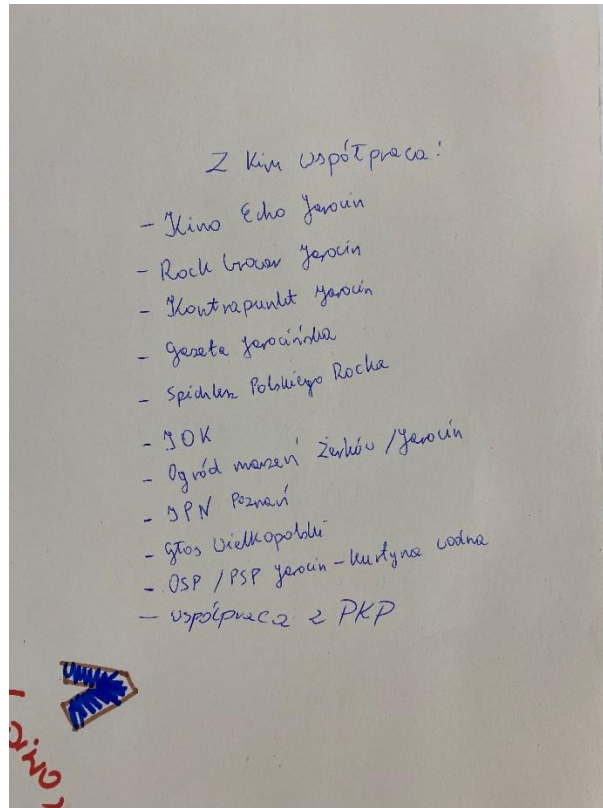 Z kim współpraca:
- Kino Echo Jarocin
- Rock Browar Jarocin
- Kontrapunkt Jarocin
- Gazeta Jarocińska
- Spichlerz Polskiego Rocka
- JOK
- Ogród marzeń Żerków / Jarocin
- IPN Poznań
- Głos Wielkopolski
- OSP / PSP Jarocin - kurtyna wodna
- współpraca z PKP